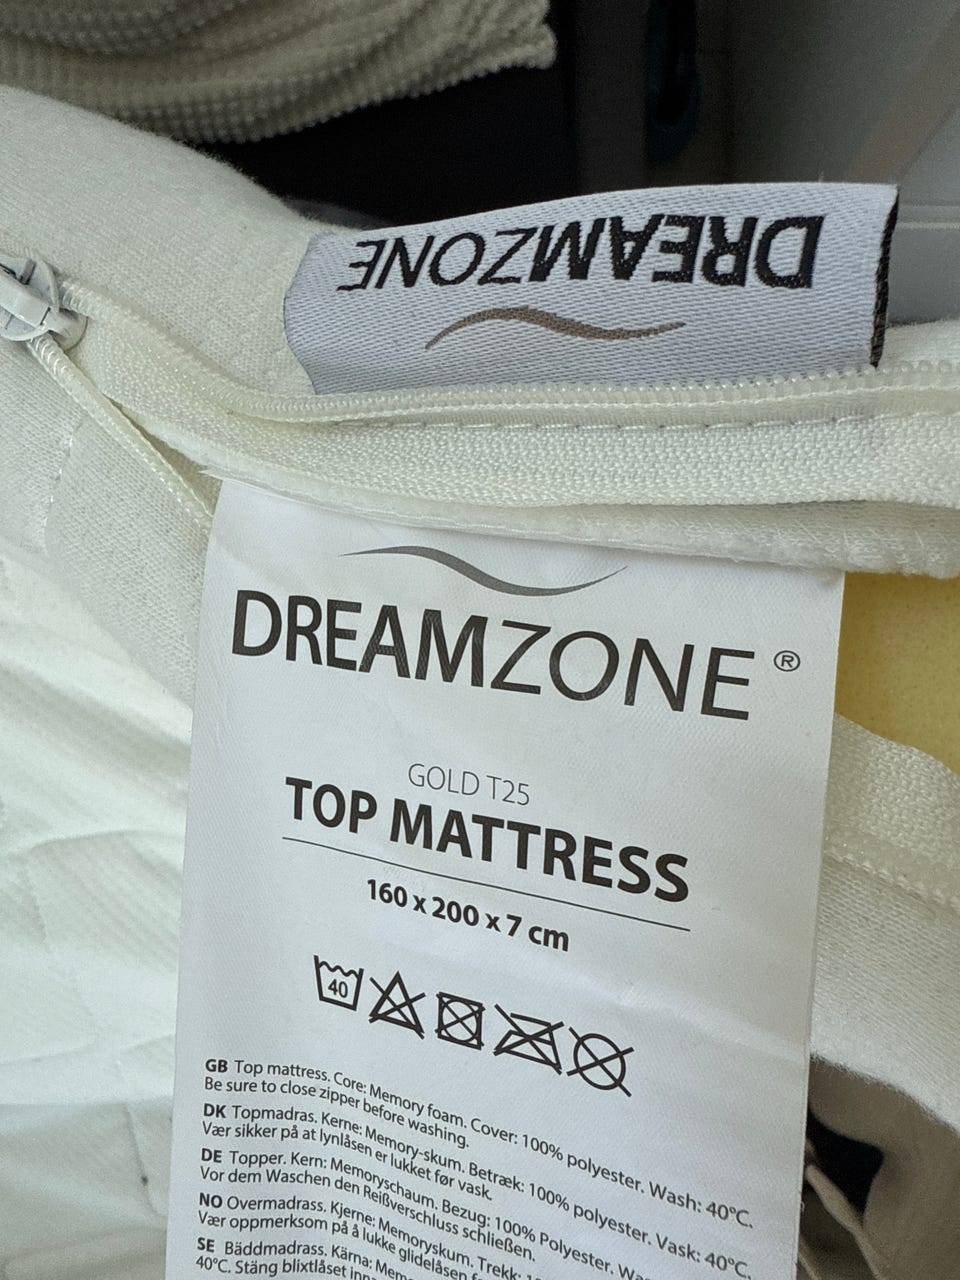 DREAMZONE
DREAMZONE®
GOLD T25
TOP MATTRESS
160 x 200 x 7 cm
40
GB Top mattress. Core: Memory foam. Cover: 100% polyester. Wash: 40°C.
Be sure to close zipper before washing.
DK Topmadras. Kerne: Memory-skum. Betræk: 100% polyester. Vask: 40°C.
Vær sikker på at lynlåsen er lukket før vask.
DE Topper. Kern: Memoryschaum. Bezug: 100% Polyester.
Vor dem Waschen den Reißverschluss schließen.
NO Overmadrass. Kjerne: Memoryskum. Trekk:
Vær oppmerksom på å lukke glidelåsen
SE Bäddmadrass. Kärna:
40°C. Stäng blixtlåset